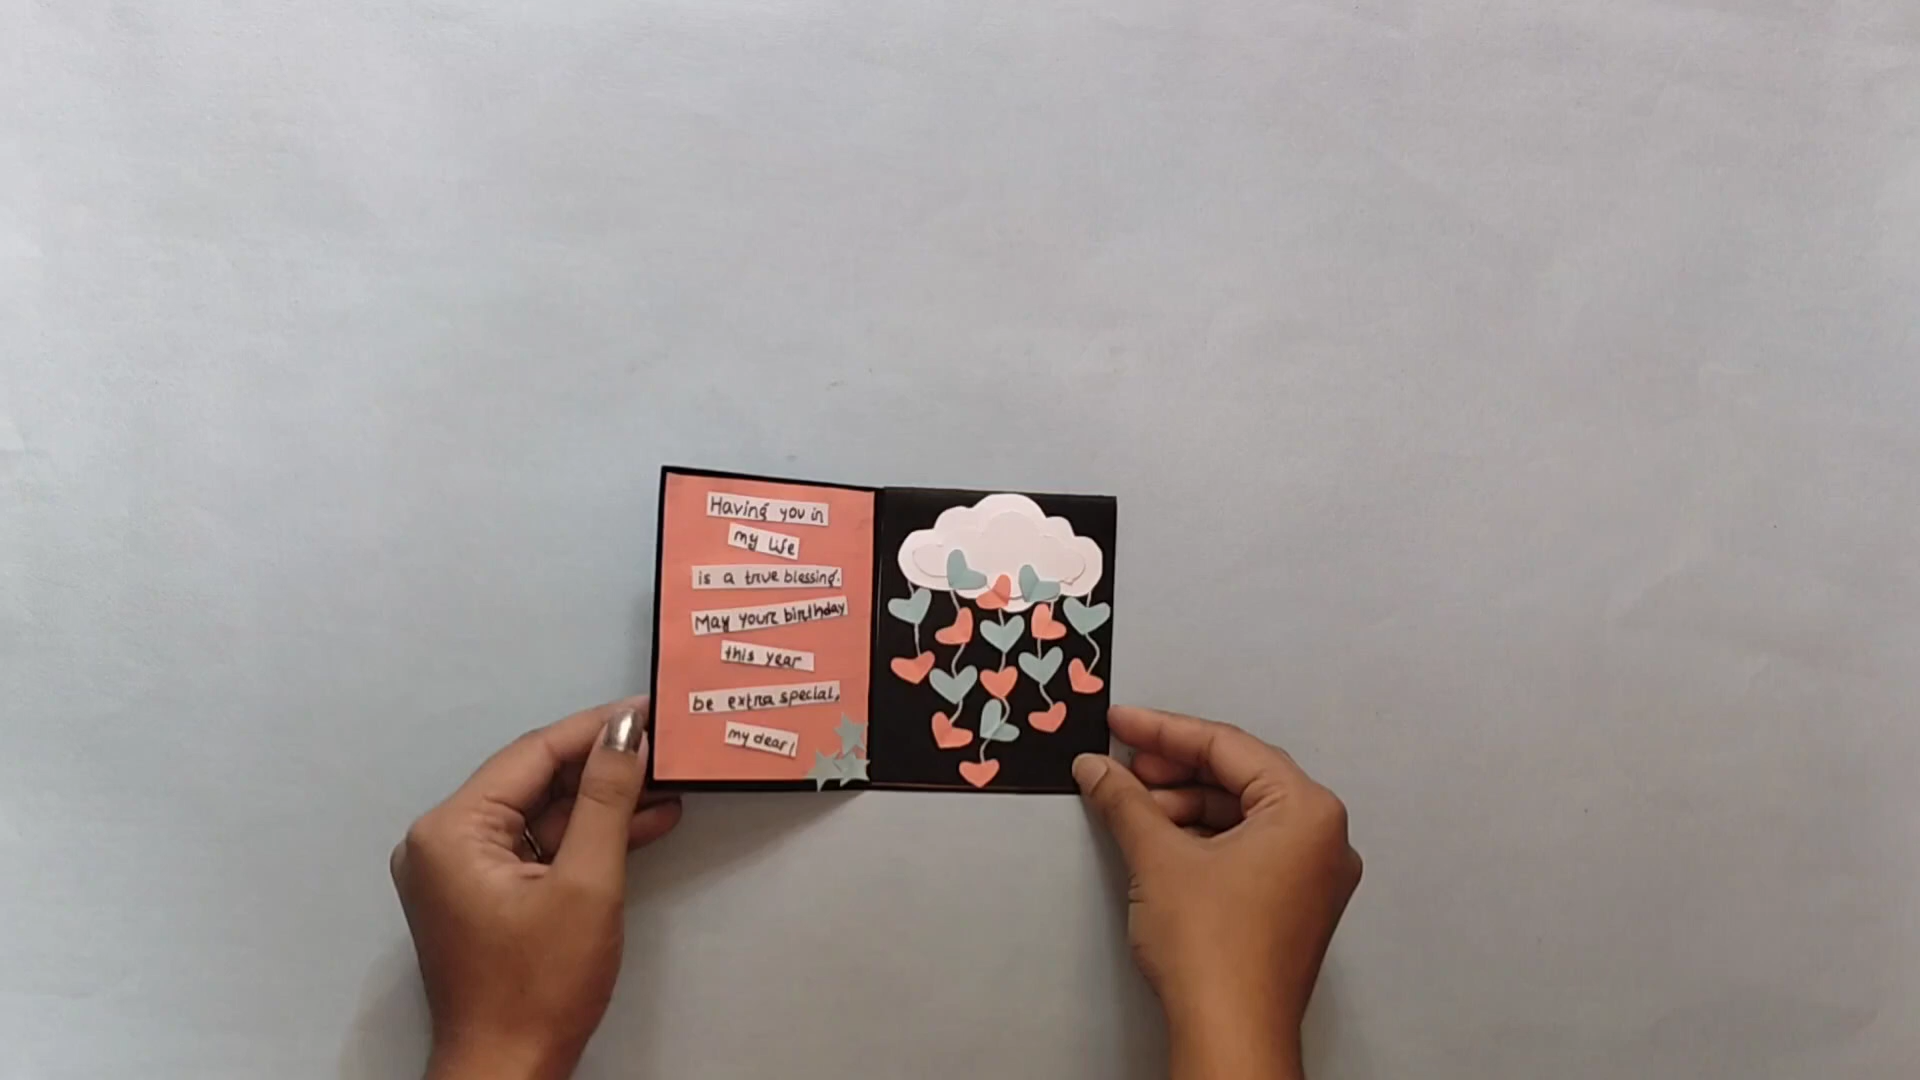 Having you in
my life
is a true blessing.
May your birthday
this year
be extra special,
my dear!